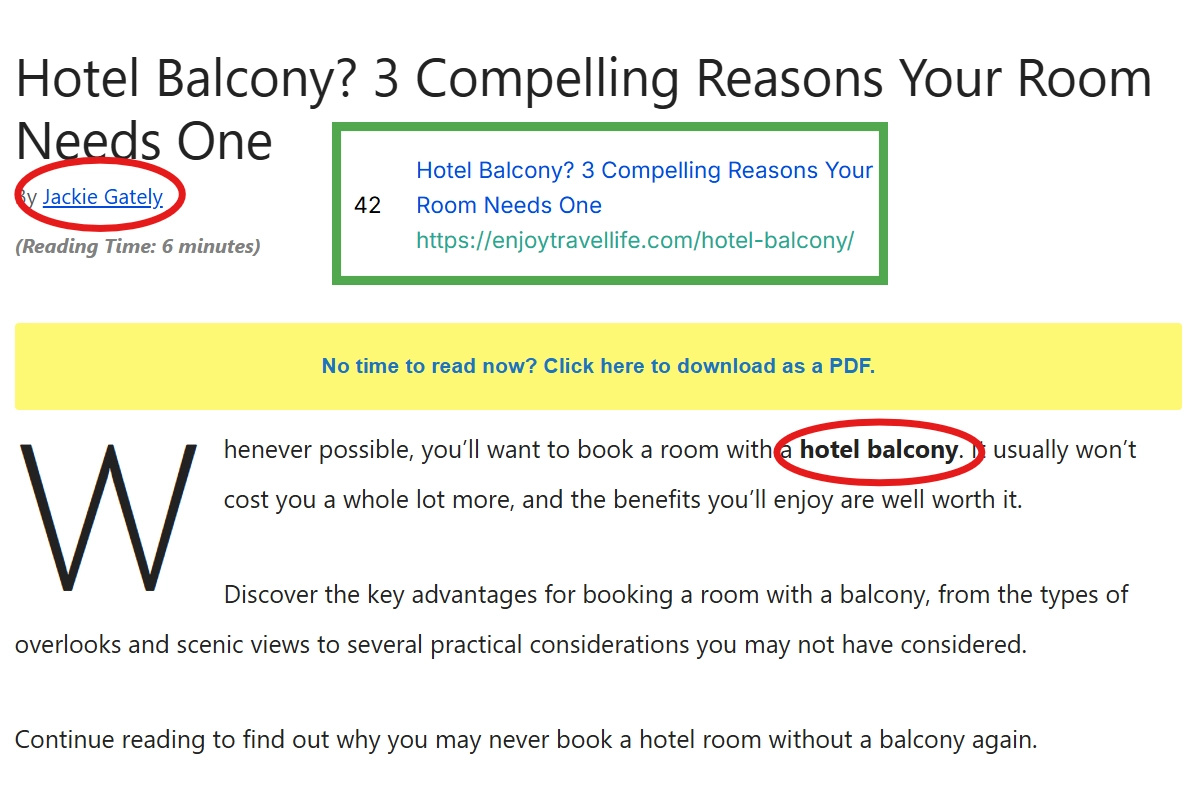 Hotel Balcony? 3 Compelling Reasons Your Room
Needs One
By Jackie Gately
(Reading Time: 6 minutes)
42
Hotel Balcony? 3 Compelling Reasons Your
Room Needs One
https://enjoytravellife.com/hotel-balcony/
No time to read now? Click here to download as a PDF.
Whenever possible, you’ll want to book a room with a hotel balcony. It usually won’t
cost you a whole lot more, and the benefits you’ll enjoy are well worth it.
Discover the key advantages for booking a room with a balcony, from the types of
overlooks and scenic views to several practical considerations you may not have considered.
Continue reading to find out why you may never book a hotel room without a balcony again.